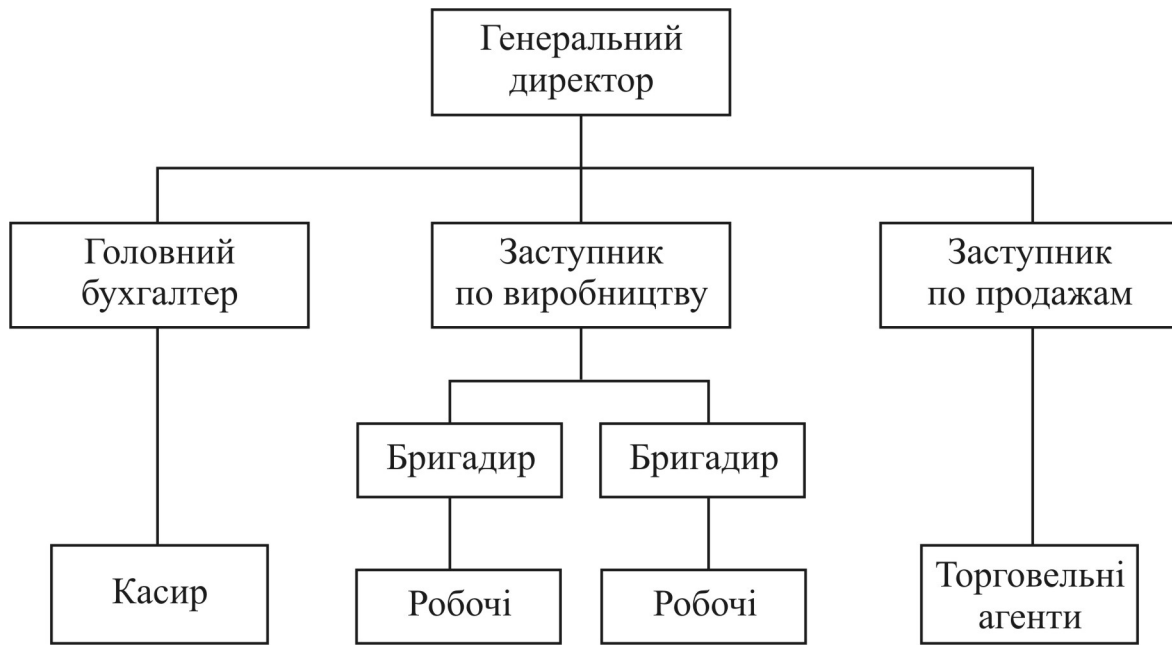 Генеральний
директор
Головний
бухгалтер
Заступник
по виробництву
Заступник
по продажам
Бригадир
Бригадир
Касир
Робочі
Робочі
Торговельні
агенти